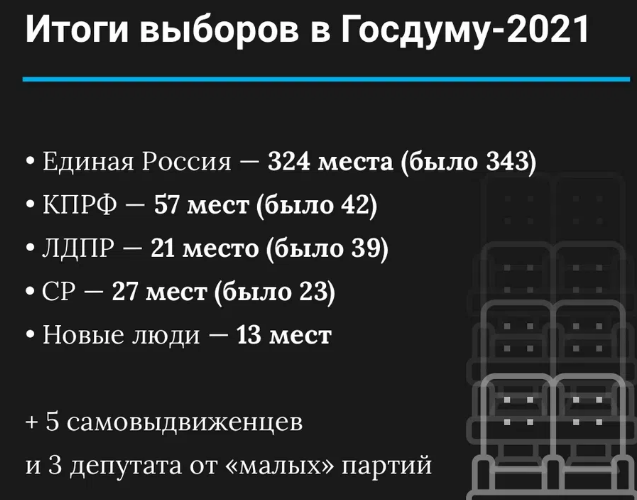 Итоги выборов в Госдуму-2021
• Единая Россия — 324 места (было 343)
• КПРФ — 57 мест (было 42)
• ЛДПР — 21 место (было 39)
• СР — 27 мест (было 23)
• Новые люди — 13 мест
+ 5 самовыдвиженцев
и 3 депутата от «малых» партий